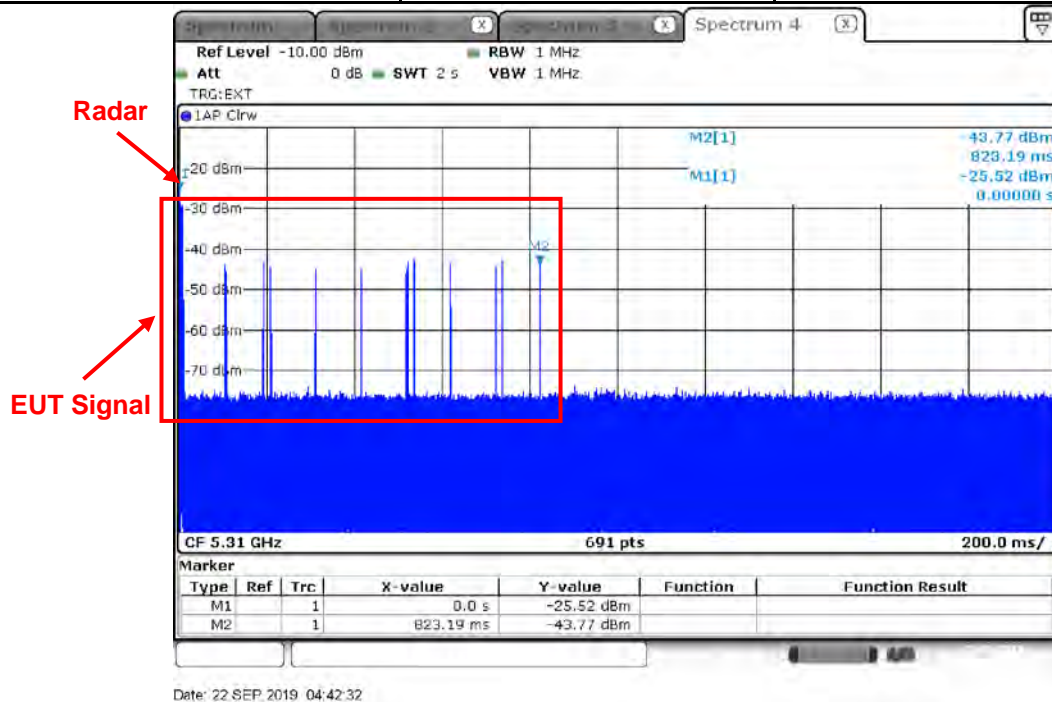 Spectrum 4
Ref Level -10.00 dBm RBW 1 MHz
Att 0 dB SWT 2 s VBW 1 MHz
TRG:EXT
1AP Clrw
Radar
M2[1] -43.77 dBm
823.19 ms
M1[1] -25.52 dBm
0.00000 s
-20 dBm
-30 dBm
-40 dBm
M2
-50 dBm
-60 dBm
-70 dBm
EUT Signal
CF 5.31 GHz 691 pts 200.0 ms/
Marker
Type Ref Trc X-value Y-value Function Function Result
M1 1 0.0 s -25.52 dBm
M2 1 823.19 ms -43.77 dBm
Date: 22.SEP.2019 04:42:32